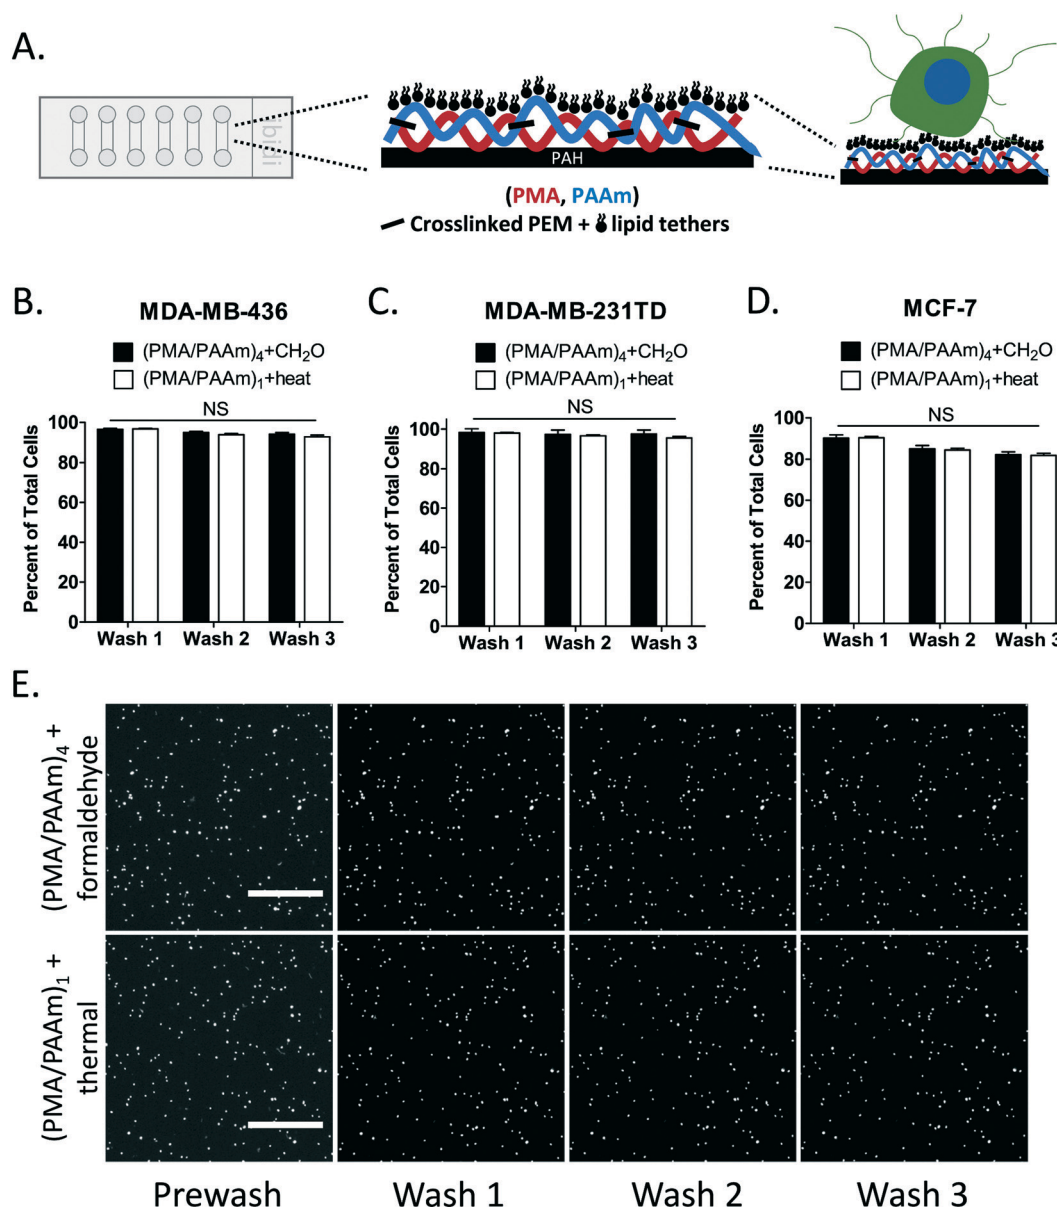 A.
ibidi
PAH
(PMA, PAAm)
Crosslinked PEM + lipid tethers
B.
MDA-MB-436
(PMA/PAAm)₄+CH₂O
(PMA/PAAm)₁+heat
NS
Percent of Total Cells
100
80
60
40
20
0
Wash 1 Wash 2 Wash 3
C.
MDA-MB-231TD
(PMA/PAAm)₄+CH₂O
(PMA/PAAm)₁+heat
NS
Percent of Total Cells
100
80
60
40
20
0
Wash 1 Wash 2 Wash 3
D.
MCF-7
(PMA/PAAm)₄+CH₂O
(PMA/PAAm)₁+heat
NS
Percent of Total Cells
100
80
60
40
20
0
Wash 1 Wash 2 Wash 3
E.
(PMA/PAAm)₄ +
formaldehyde
(PMA/PAAm)₁ +
thermal
Prewash Wash 1 Wash 2 Wash 3